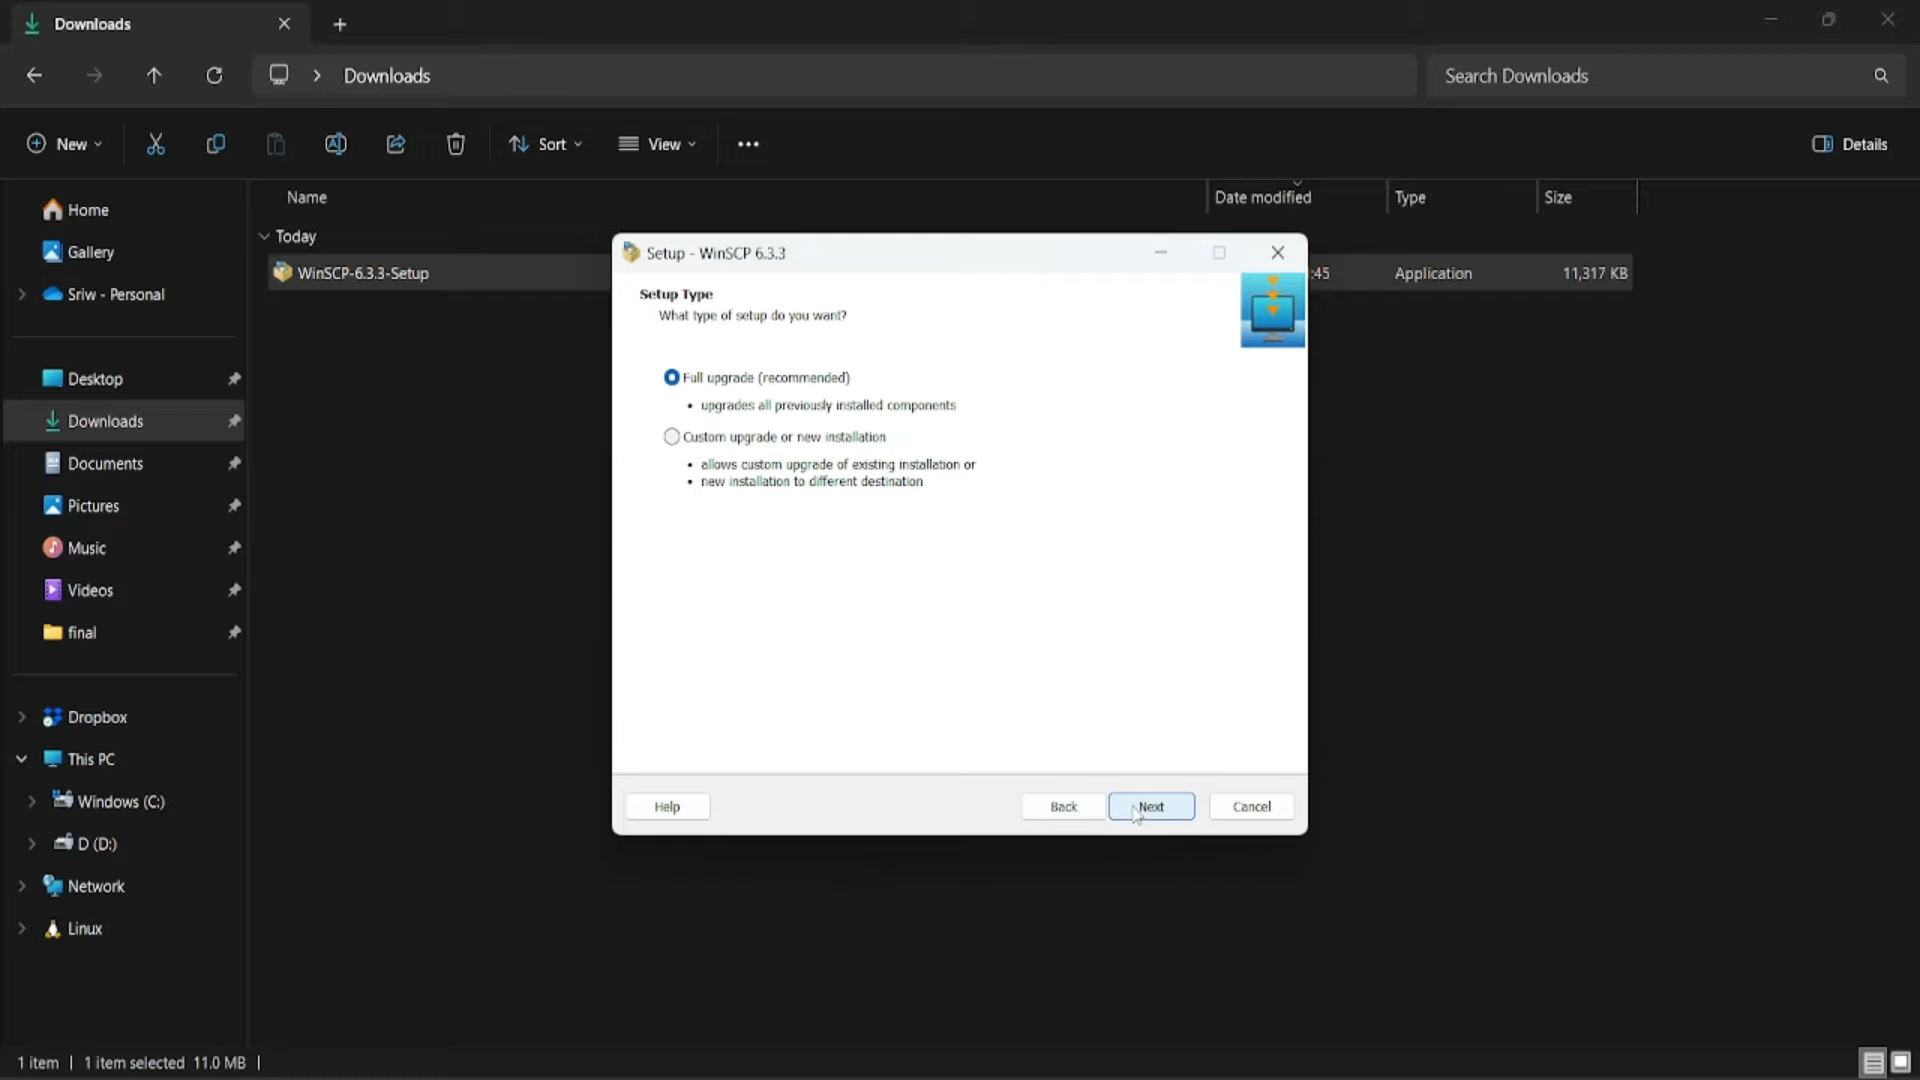 Downloads
Downloads
Search Downloads
New
Sort
View
Details
Home
Gallery
Sriw - Personal
Desktop
Downloads
Documents
Pictures
Music
Videos
final
Dropbox
This PC
Windows (C:)
D (D:)
Network
Linux
Name
Date modified
Type
Size
Today
WinSCP-6.3.3-Setup
:45
Application
11,317 KB
Setup - WinSCP 6.3.3
Setup Type
What type of setup do you want?
Full upgrade (recommended)
• upgrades all previously installed components
Custom upgrade or new installation
• allows custom upgrade of existing installation or
• new installation to different destination
Help
Back
Next
Cancel
1 item | 1 item selected 11.0 MB |